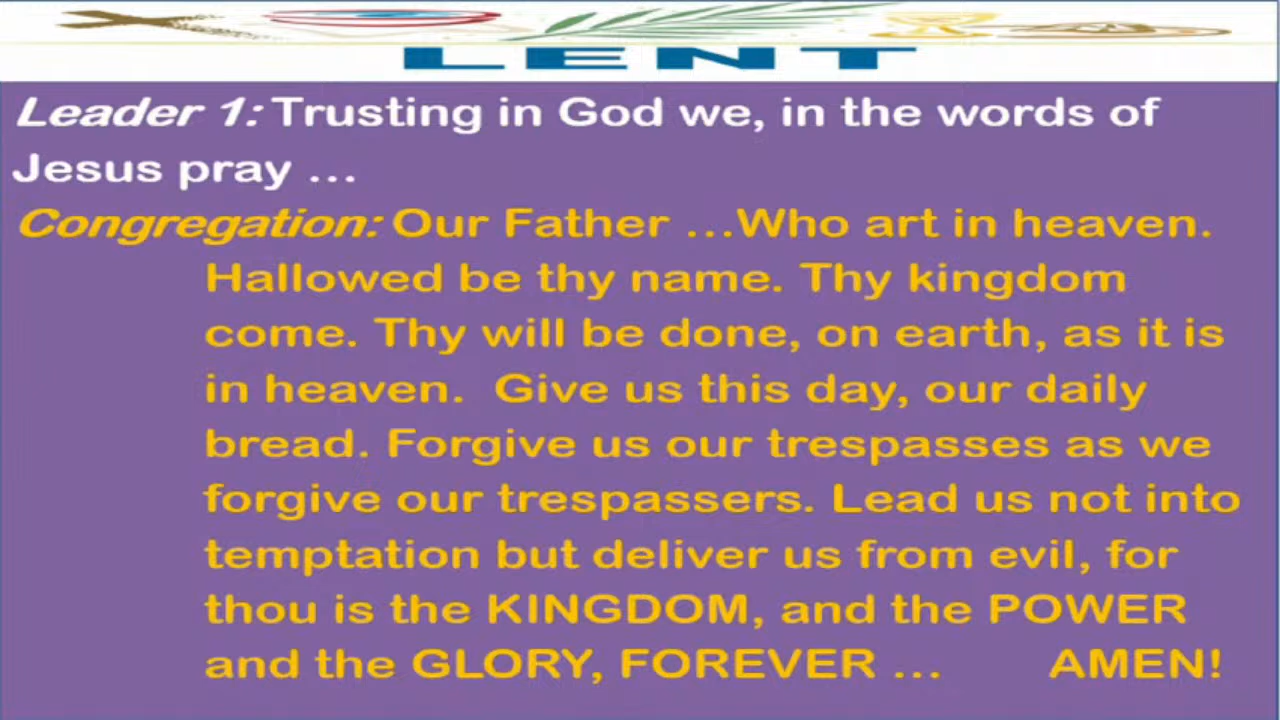 LENT
Leader 1: Trusting in God we, in the words of
Jesus pray ...
Congregation: Our Father ...Who art in heaven.
Hallowed be thy name. Thy kingdom
come. Thy will be done, on earth, as it is
in heaven. Give us this day, our daily
bread. Forgive us our trespasses as we
forgive our trespassers. Lead us not into
temptation but deliver us from evil, for
thou is the KINGDOM, and the POWER
and the GLORY, FOREVER ... AMEN!